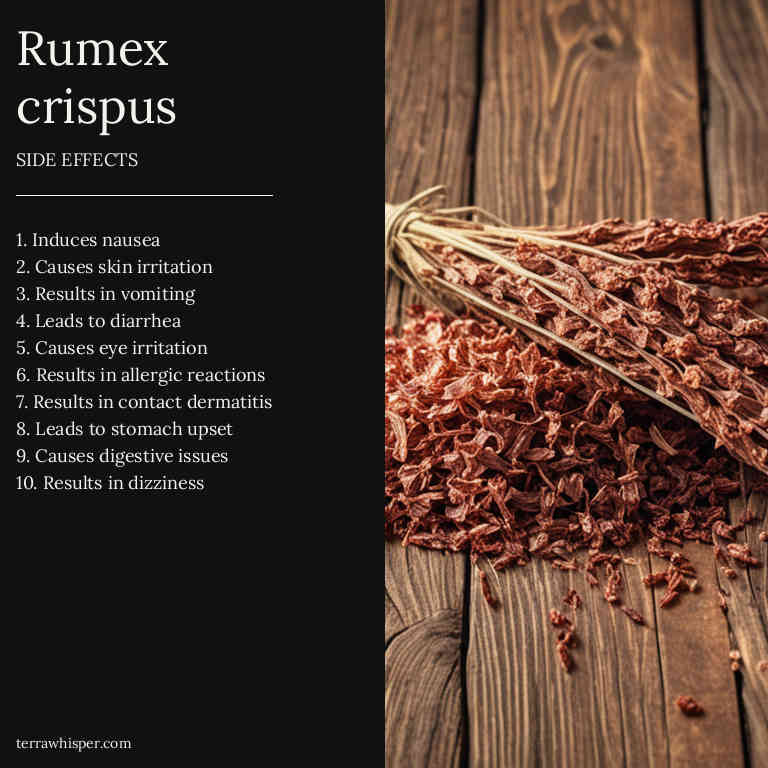 Rumex
crispus
SIDE EFFECTS
1. Induces nausea
2. Causes skin irritation
3. Results in vomiting
4. Leads to diarrhea
5. Causes eye irritation
6. Results in allergic reactions
7. Results in contact dermatitis
8. Leads to stomach upset
9. Causes digestive issues
10. Results in dizziness
terrawhisper.com